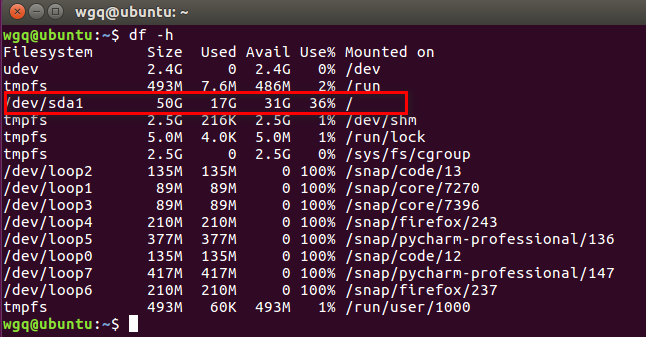 wgq@ubuntu: ~
wgq@ubuntu:~$ df -h
Filesystem      Size  Used Avail Use% Mounted on
udev            2.4G     0  2.4G   0% /dev
tmpfs           493M  7.6M  486M   2% /run
/dev/sda1        50G   17G   31G  36% /
tmpfs           2.5G  216K  2.5G   1% /dev/shm
tmpfs           5.0M  4.0K  5.0M   1% /run/lock
tmpfs           2.5G     0  2.5G   0% /sys/fs/cgroup
/dev/loop2      135M  135M     0 100% /snap/code/13
/dev/loop1       89M   89M     0 100% /snap/core/7270
/dev/loop3       89M   89M     0 100% /snap/core/7396
/dev/loop4      210M  210M     0 100% /snap/firefox/243
/dev/loop5      377M  377M     0 100% /snap/pycharm-professional/136
/dev/loop0      135M  135M     0 100% /snap/code/12
/dev/loop7      417M  417M     0 100% /snap/pycharm-professional/147
/dev/loop6      210M  210M     0 100% /snap/firefox/237
tmpfs           493M   60K  493M   1% /run/user/1000
wgq@ubuntu:~$